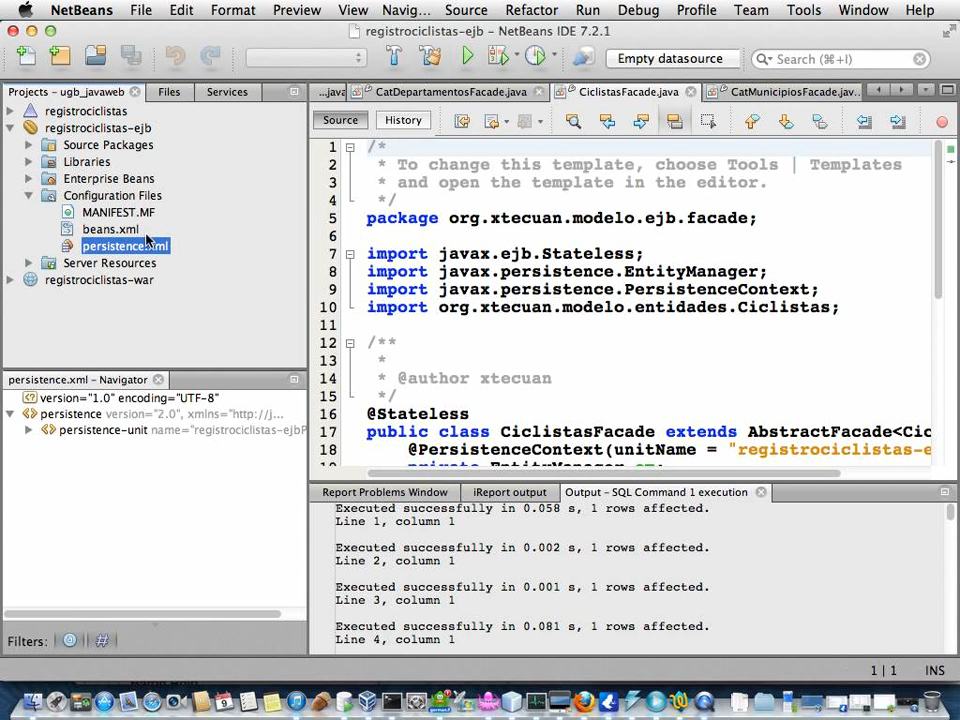 NetBeans File Edit Format Preview View Navig... Source Refactor Run Debug Profile Team Tools Window Help
registrociclistas-ejb – NetBeans IDE 7.2.1
Empty datasource
Search (⌘+I)
Projects – ugb_javaweb Files Services
...java CatDepartamentosFacade.java CiclistasFacade.java CatMunicipiosFacade.jav...
registrociclistas
registrociclistas-ejb
Source Packages
Libraries
Enterprise Beans
Configuration Files
MANIFEST.MF
beans.xml
persistence.xml
Server Resources
registrociclistas-war
Source History
1 /*
2 * To change this template, choose Tools | Templates
3 * and open the template in the editor.
4 */
5 package org.xtecuan.modelo.ejb.facade;
6
7 import javax.ejb.Stateless;
8 import javax.persistence.EntityManager;
9 import javax.persistence.PersistenceContext;
10 import org.xtecuan.modelo.entidades.Ciclistas;
11
12 /**
13 *
14 * @author xtecuan
15 */
16 @Stateless
17 public class CiclistasFacade extends AbstractFacade<Cic
18 @PersistenceContext(unitName = "registrociclistas-e
persistence.xml – Navigator
version="1.0" encoding="UTF-8"
persistence version="2.0", xmlns="http://j...
persistence-unit name="registrociclistas-ejbP
Filters:
Report Problems Window iReport output Output – SQL Command 1 execution
Executed successfully in 0.058 s, 1 rows affected.
Line 1, column 1
Executed successfully in 0.002 s, 1 rows affected.
Line 2, column 1
Executed successfully in 0.001 s, 1 rows affected.
Line 3, column 1
Executed successfully in 0.081 s, 1 rows affected.
Line 4, column 1
1 | 1 INS